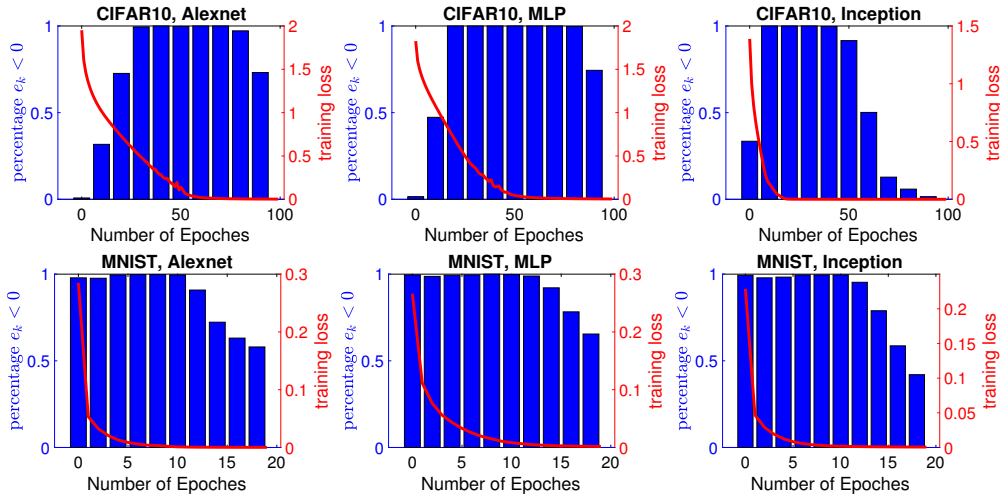 CIFAR10, Alexnet
percentage e_k < 0
1
0.5
0
2
1.5
1
0.5
0
training loss
0 50 100
Number of Epoches
CIFAR10, MLP
percentage e_k < 0
1
0.5
0
2
1.5
1
0.5
0
training loss
0 50 100
Number of Epoches
CIFAR10, Inception
percentage e_k < 0
1
0.5
0
1.5
1
0.5
0
training loss
0 50 100
Number of Epoches
MNIST, Alexnet
percentage e_k < 0
1
0.5
0
0.3
0.2
0.1
0
training loss
0 5 10 15 20
Number of Epoches
MNIST, MLP
percentage e_k < 0
1
0.5
0
0.3
0.2
0.1
0
training loss
0 5 10 15 20
Number of Epoches
MNIST, Inception
percentage e_k < 0
1
0.5
0
0.2
0.15
0.1
0.05
0
training loss
0 5 10 15 20
Number of Epoches